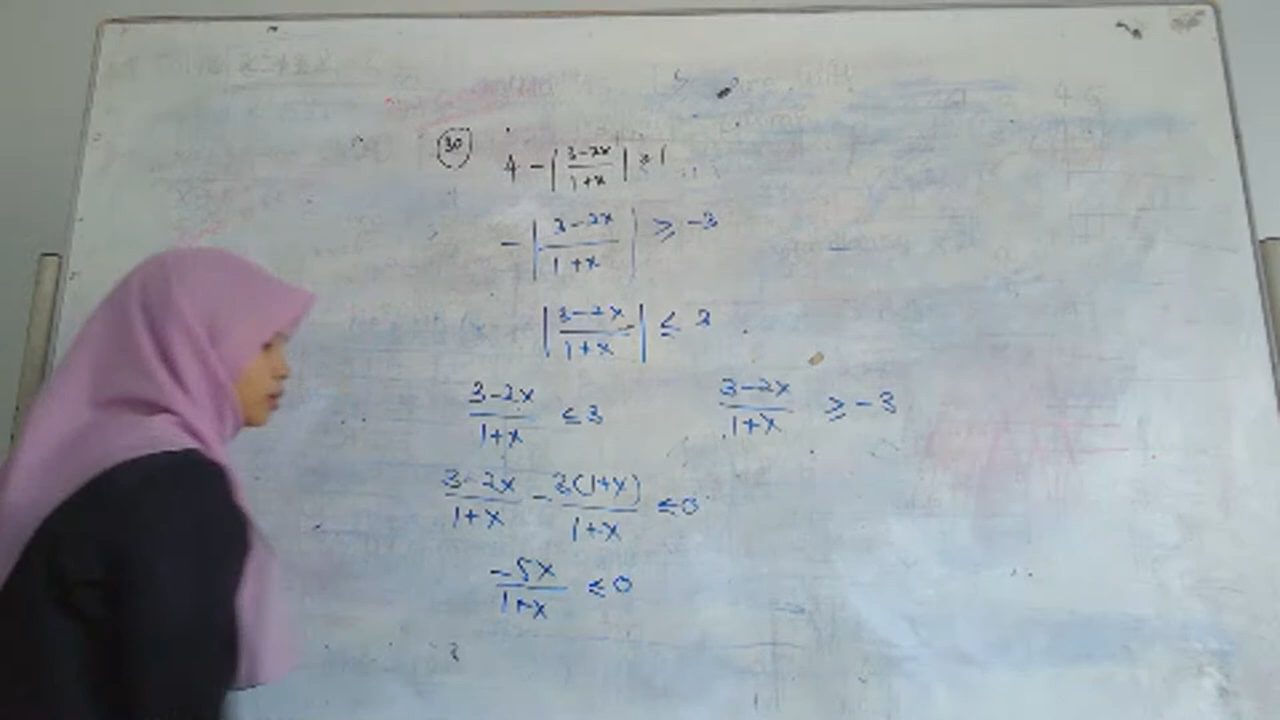 30 4 - | (3-2x)/(1+x) | ≥ 1
- | (3-2x)/(1+x) | ≥ -3
| (3-2x)/(1+x) | ≤ 3
(3-2x)/(1+x) ≤ 3 (3-2x)/(1+x) ≥ -3
(3-2x)/(1+x) - 3(1+x)/(1+x) ≤ 0
-5x/(1+x) ≤ 0